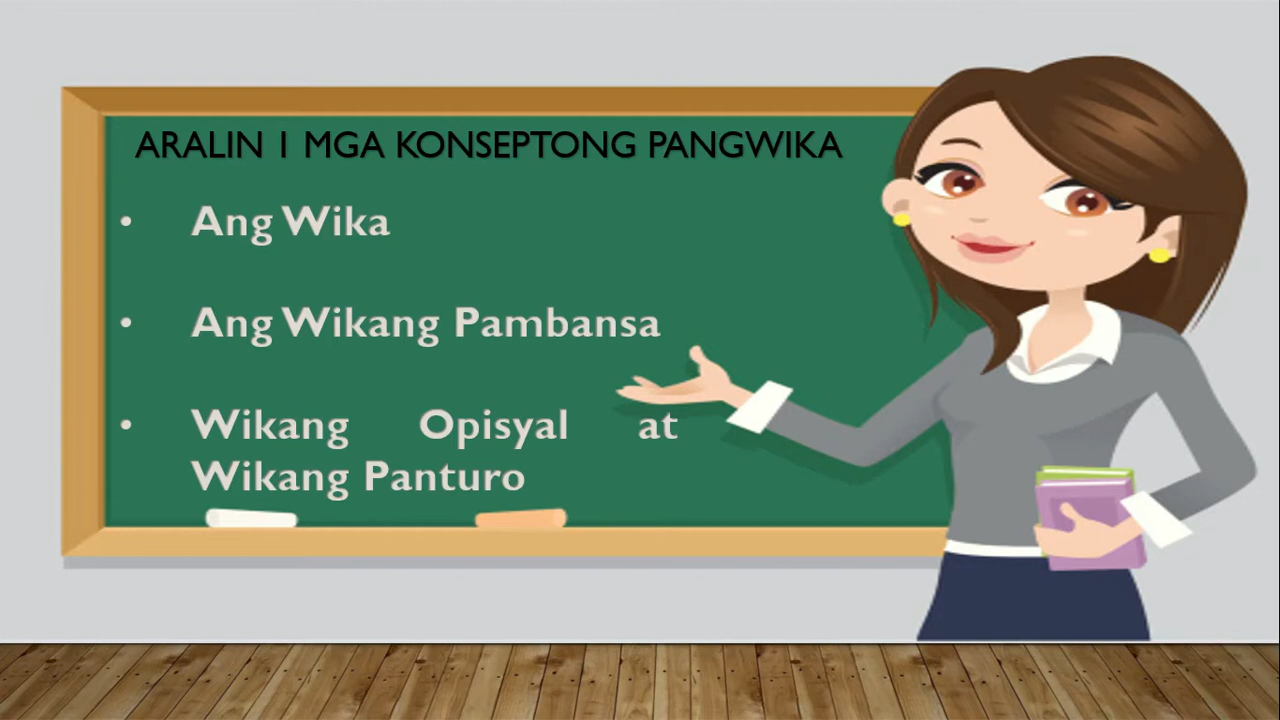 ARALIN 1 MGA KONSEPTONG PANGWIKA
• Ang Wika
• Ang Wikang Pambansa
• Wikang Opisyal at
Wikang Panturo